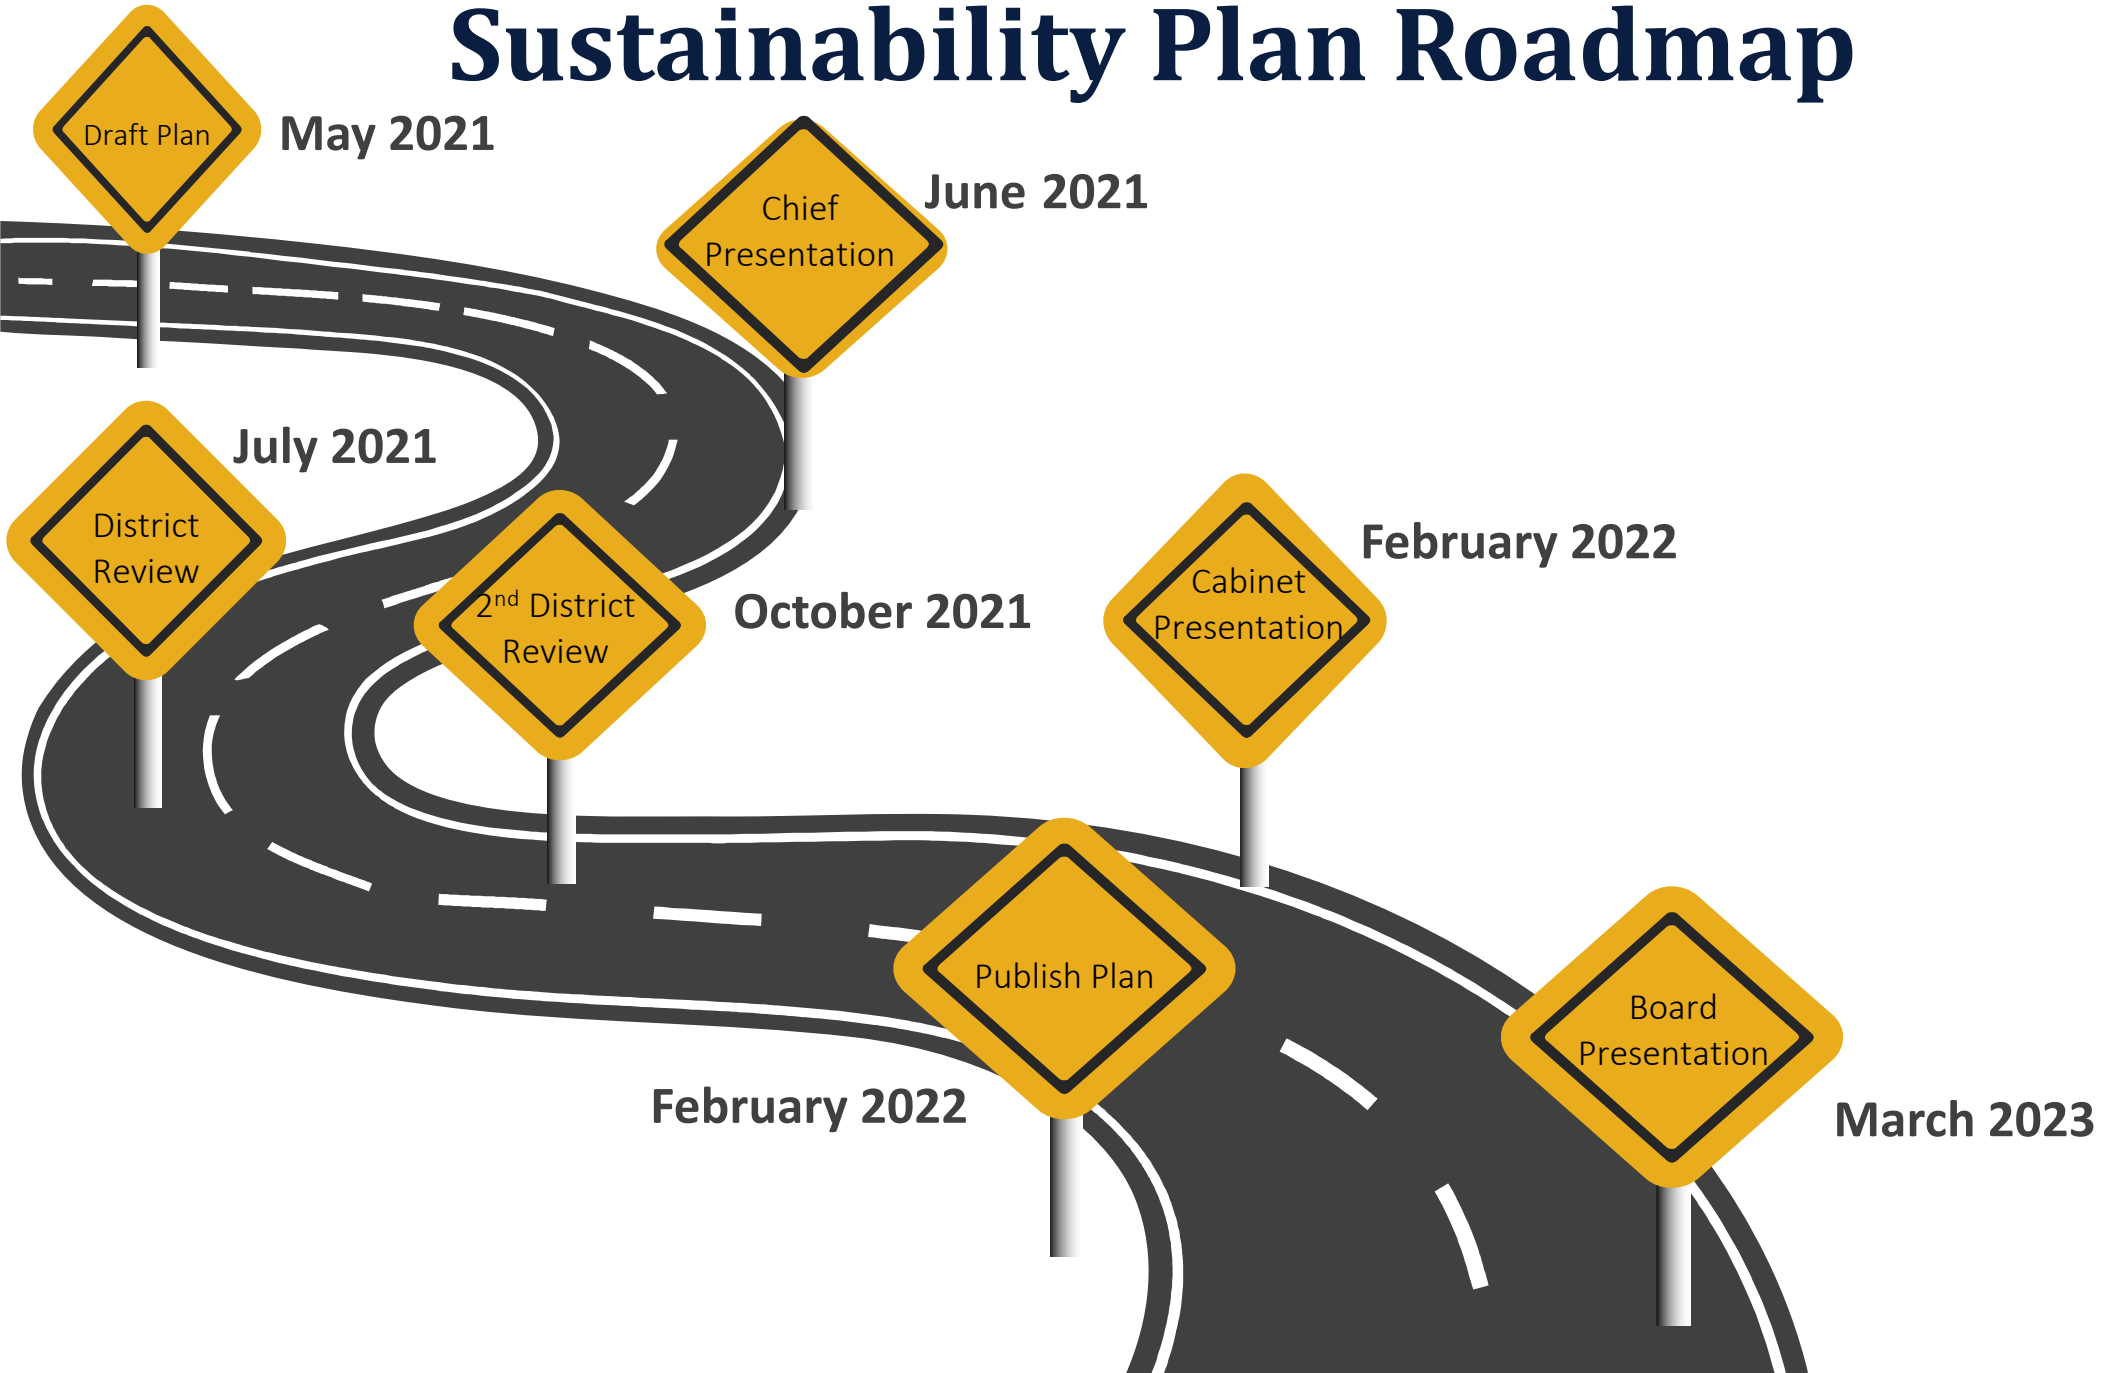 Sustainability Plan Roadmap
Draft Plan
May 2021
Chief
Presentation
June 2021
District
Review
July 2021
2nd District
Review
October 2021
Cabinet
Presentation
February 2022
Publish Plan
February 2022
Board
Presentation
March 2023